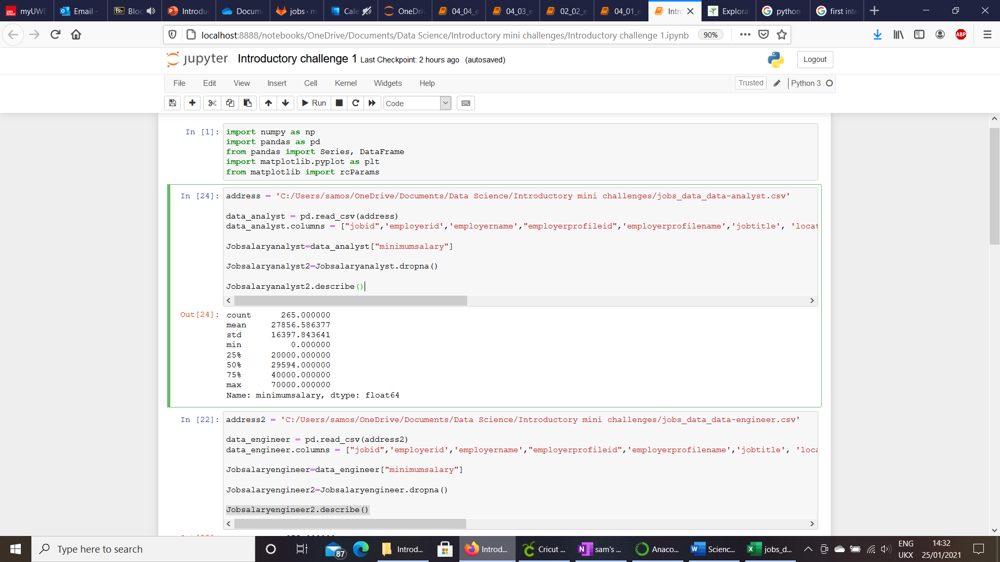 myUWE
Email -
Bb Bloc
Introduc
Docum
jobs · m
Cale
OneDri
04_04_e
04_03_e
02_02_e
04_01_e
Intro
Explora
python
first inte
localhost:8888/notebooks/OneDrive/Documents/Data Science/Introductory mini challenges/Introductory challenge 1.ipynb
90%
ABP
jupyter Introductory challenge 1 Last Checkpoint: 2 hours ago (autosaved)
Logout
File Edit View Insert Cell Kernel Widgets Help
Trusted
Python 3
Run
Code
In [1]:
import numpy as np
import pandas as pd
from pandas import Series, DataFrame
import matplotlib.pyplot as plt
from matplotlib import rcParams
In [24]:
address = 'C:/Users/samos/OneDrive/Documents/Data Science/Introductory mini challenges/jobs_data_data-analyst.csv'
data_analyst = pd.read_csv(address)
data_analyst.columns = ["jobid",'employerid','employername',"employerprofileid",'employerprofilename','jobtitle', 'locat
Jobsalaryanalyst=data_analyst["minimumsalary"]
Jobsalaryanalyst2=Jobsalaryanalyst.dropna()
Jobsalaryanalyst2.describe()
Out[24]:
count 265.000000
mean 27856.586377
std 16397.843641
min 0.000000
25% 20000.000000
50% 29594.000000
75% 40000.000000
max 70000.000000
Name: minimumsalary, dtype: float64
In [22]:
address2 = 'C:/Users/samos/OneDrive/Documents/Data Science/Introductory mini challenges/jobs_data_data-engineer.csv'
data_engineer = pd.read_csv(address2)
data_engineer.columns = ["jobid",'employerid','employername',"employerprofileid",'employerprofilename','jobtitle', 'loca
Jobsalaryengineer=data_engineer["minimumsalary"]
Jobsalaryengineer2=Jobsalaryengineer.dropna()
Jobsalaryengineer2.describe()
Type here to search
87
Introd...
Introd...
Cricut ...
sam's ...
Anaco...
Scienc...
jobs_d...
ENG
UKX
14:32
25/01/2021